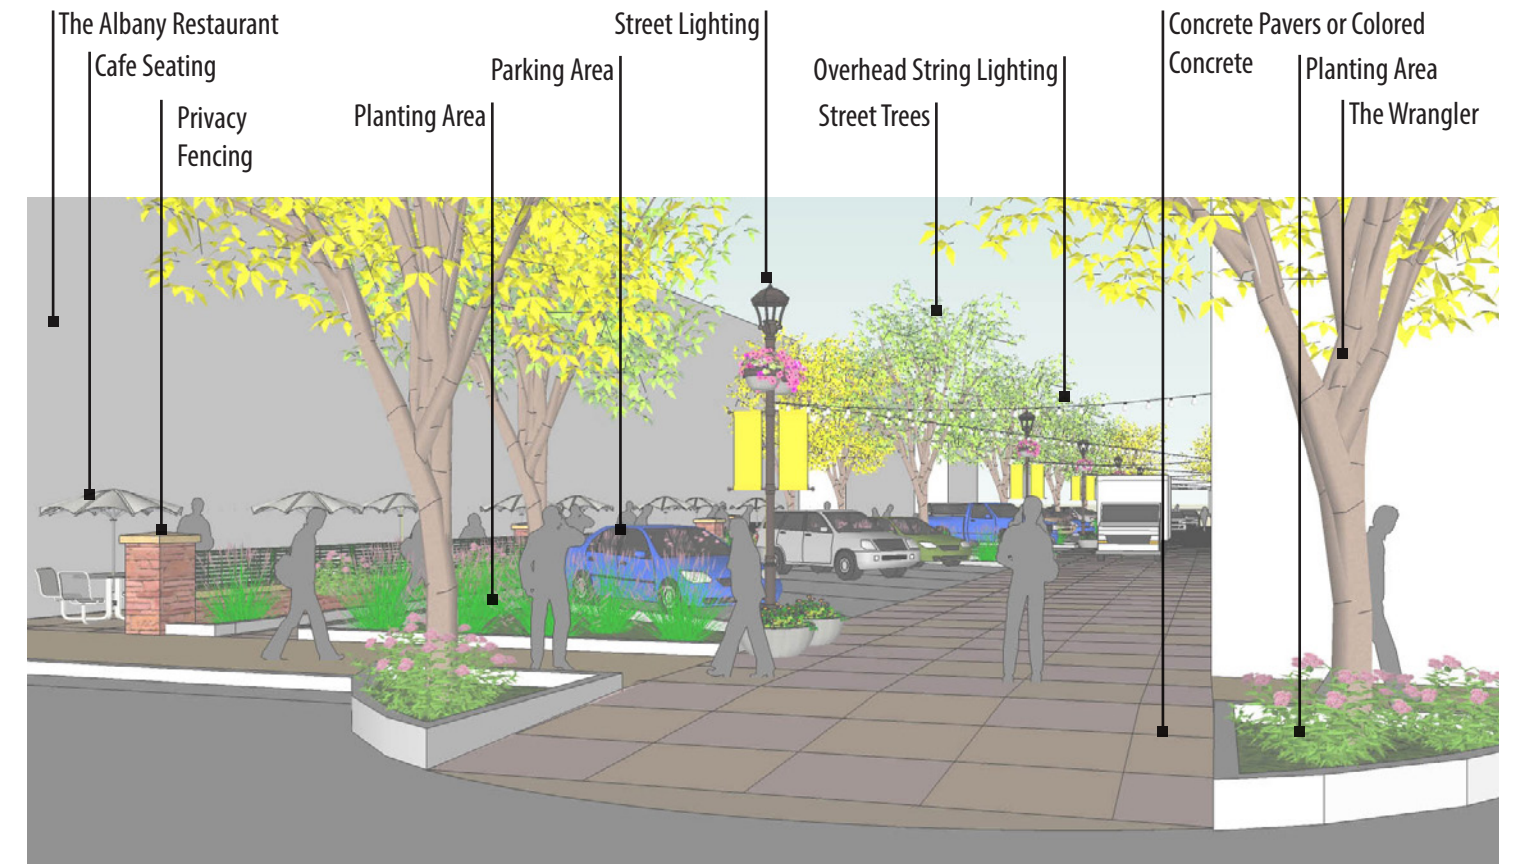 The Albany Restaurant
Cafe Seating
Privacy
Fencing
Planting Area
Parking Area
Street Lighting
Overhead String Lighting
Street Trees
Concrete Pavers or Colored
Concrete
Planting Area
The Wrangler